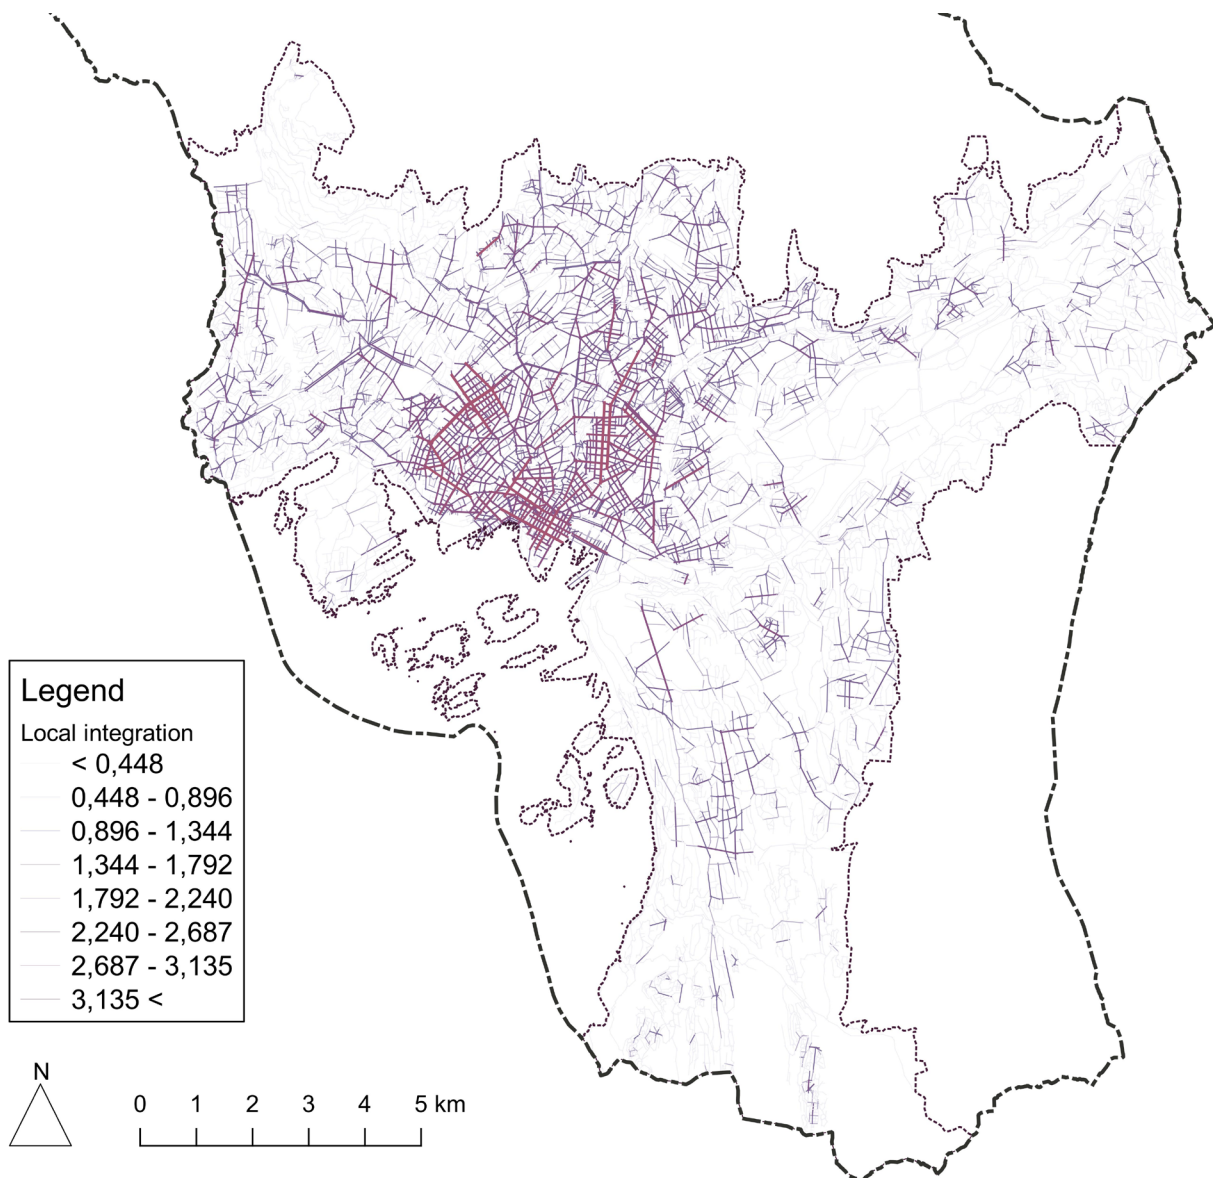 Legend
Local integration
< 0,448
0,448 - 0,896
0,896 - 1,344
1,344 - 1,792
1,792 - 2,240
2,240 - 2,687
2,687 - 3,135
3,135 <
N
0 1 2 3 4 5 km